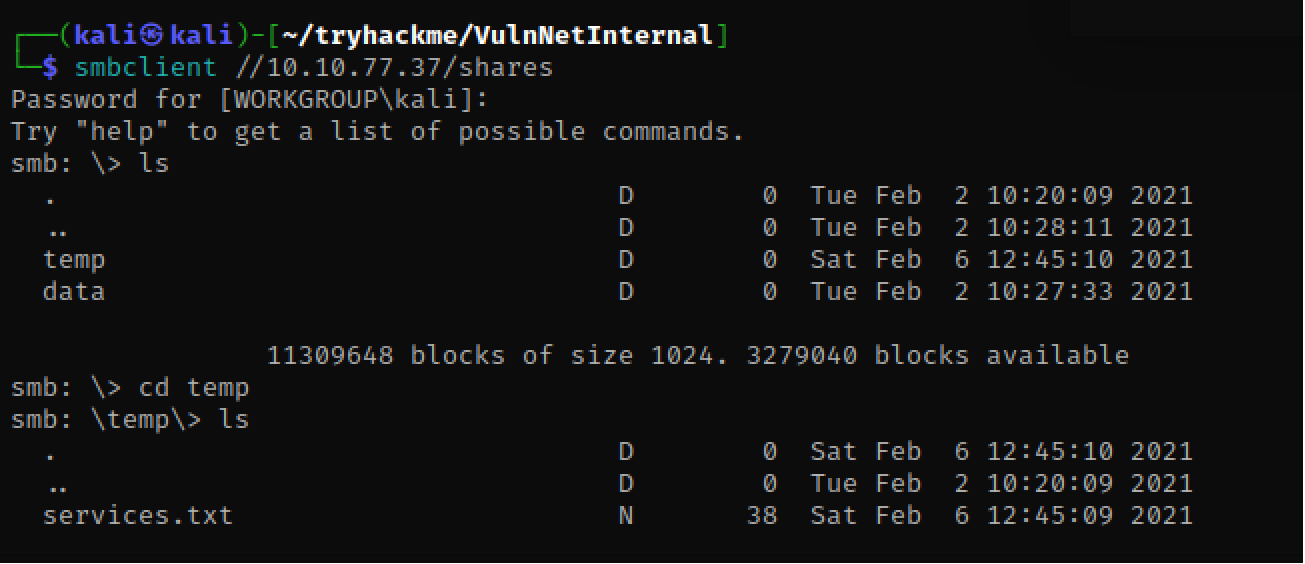 ┌──(kali㉿kali)-[~/tryhackme/VulnNetInternal]
└─$ smbclient //10.10.77.37/shares
Password for [WORKGROUP\kali]:
Try "help" to get a list of possible commands.
smb: \> ls
  .                                   D        0  Tue Feb  2 10:20:09 2021
  ..                                  D        0  Tue Feb  2 10:28:11 2021
  temp                                D        0  Sat Feb  6 12:45:10 2021
  data                                D        0  Tue Feb  2 10:27:33 2021
                11309648 blocks of size 1024. 3279040 blocks available
smb: \> cd temp
smb: \temp\> ls
  .                                   D        0  Sat Feb  6 12:45:10 2021
  ..                                  D        0  Tue Feb  2 10:20:09 2021
  services.txt                        N       38  Sat Feb  6 12:45:09 2021